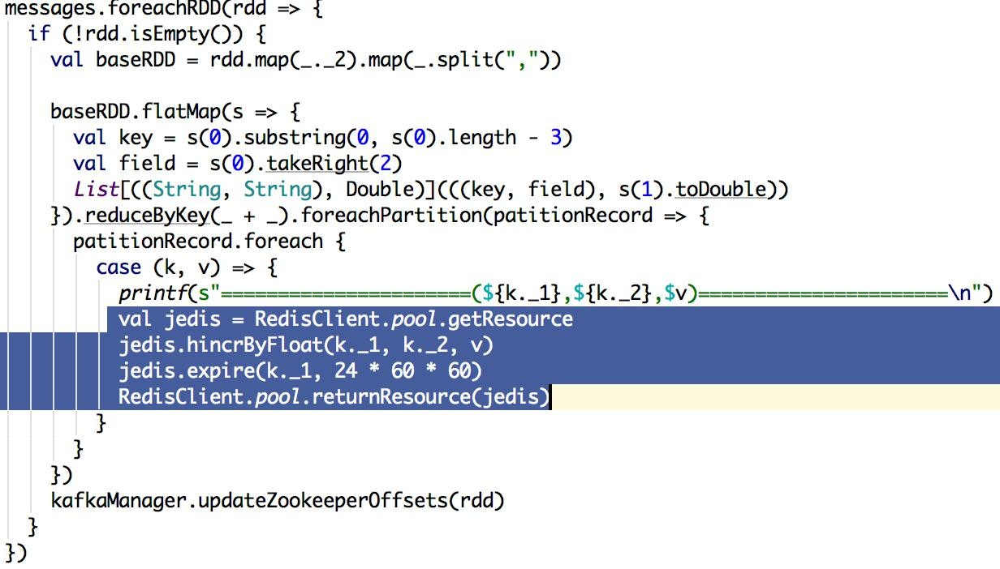 messages.foreachRDD(rdd => {
  if (!rdd.isEmpty()) {
    val baseRDD = rdd.map(_._2).map(_.split(","))

    baseRDD.flatMap(s => {
      val key = s(0).substring(0, s(0).length - 3)
      val field = s(0).takeRight(2)
      List[((String, String), Double)](((key, field), s(1).toDouble))
    }).reduceByKey(_ + _).foreachPartition(patitionRecord => {
      patitionRecord.foreach {
        case (k, v) => {
          printf(s"======================(${k._1},${k._2},$v)======================\n")
          val jedis = RedisClient.pool.getResource
          jedis.hincrByFloat(k._1, k._2, v)
          jedis.expire(k._1, 24 * 60 * 60)
          RedisClient.pool.returnResource(jedis)
        }
      }
    })
    kafkaManager.updateZookeeperOffsets(rdd)
  }
})